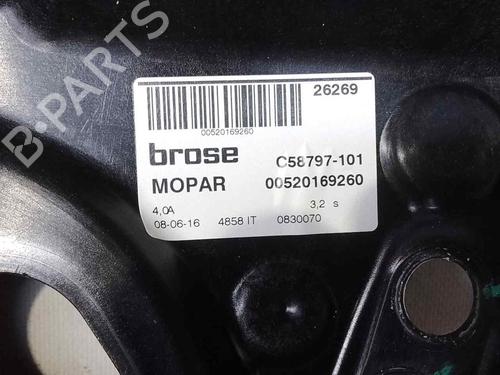 B-PARTS
26269
00520169260
brose C58797-101
MOPAR 00520169260
4,0A 3,2 s
08-06-16 4858 IT 0830070